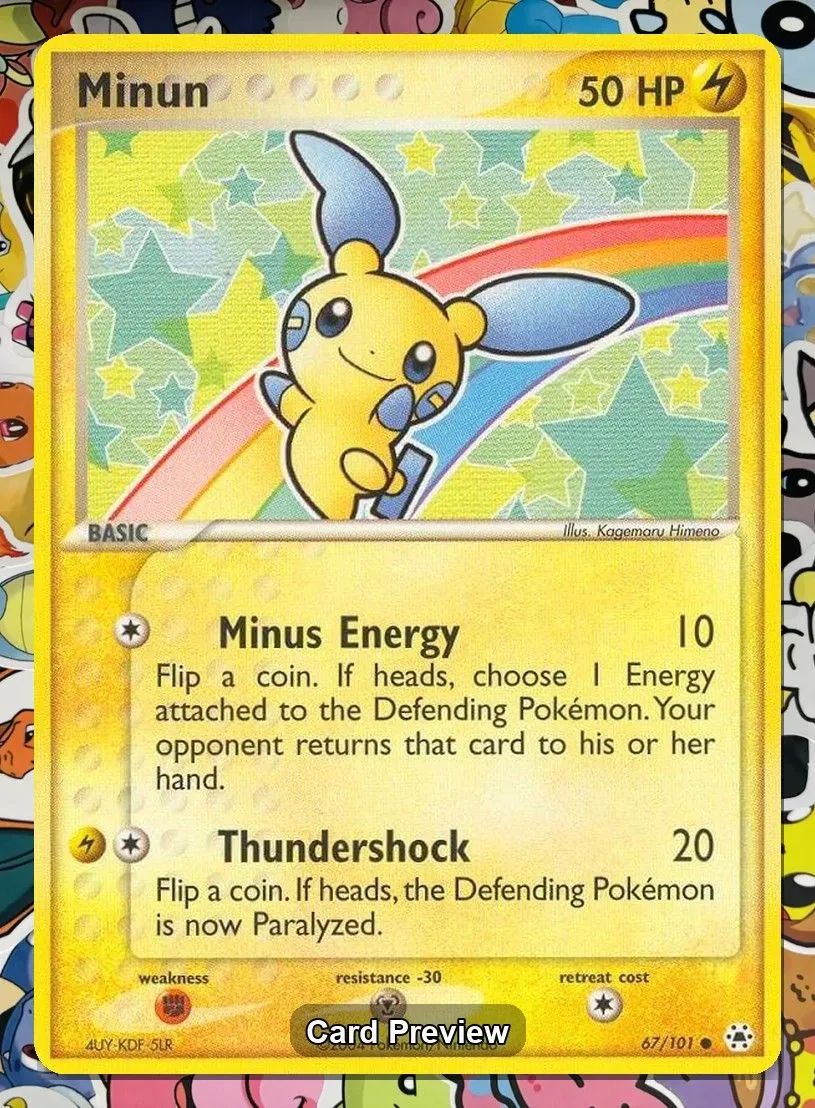 Minun 50 HP
BASIC Illus. Kagemaru Himeno
Minus Energy 10
Flip a coin. If heads, choose 1 Energy
attached to the Defending Pokémon. Your
opponent returns that card to his or her
hand.
Thundershock 20
Flip a coin. If heads, the Defending Pokémon
is now Paralyzed.
weakness resistance -30 retreat cost
Card Preview
4UY-KDF 5LR 67/101